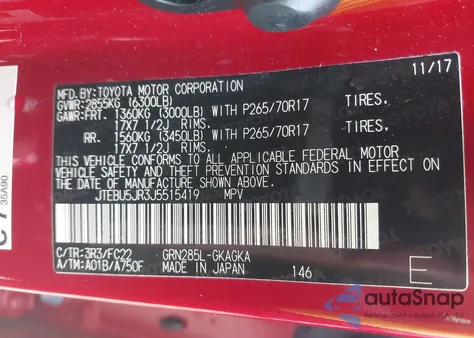 11/17
MFD.BY:TOYOTA MOTOR CORPORATION
GVWR:2855KG (6300LB)
GAWR:FRT. 1360KG (3000LB) WITH P265/70R17 TIRES,
17X7 1/2J RIMS.
RR. 1560KG (3450LB) WITH P265/70R17 TIRES,
17X7 1/2J RIMS.
THIS VEHICLE CONFORMS TO ALL APPLICABLE FEDERAL MOTOR
VEHICLE SAFETY AND THEFT PREVENTION STANDARDS IN EFFECT
ON THE DATE OF MANUFACTURE SHOWN ABOVE.
JTEBU5JR3J5515419 MPV
C/TR:3R3/FC22 GRN285L-GKAGKA
A/TM:A01B/A750F MADE IN JAPAN 146 E
35A90
autoSnap